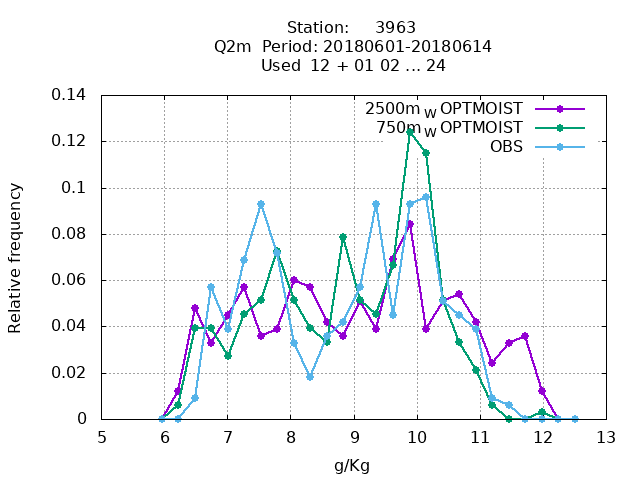 Station:     3963
Q2m  Period: 20180601-20180614
Used 12 + 01 02 ... 24
2500m W OPTMOIST
750m W OPTMOIST
OBS
Relative frequency
0.14
0.12
0.1
0.08
0.06
0.04
0.02
0
5 6 7 8 9 10 11 12 13
g/Kg